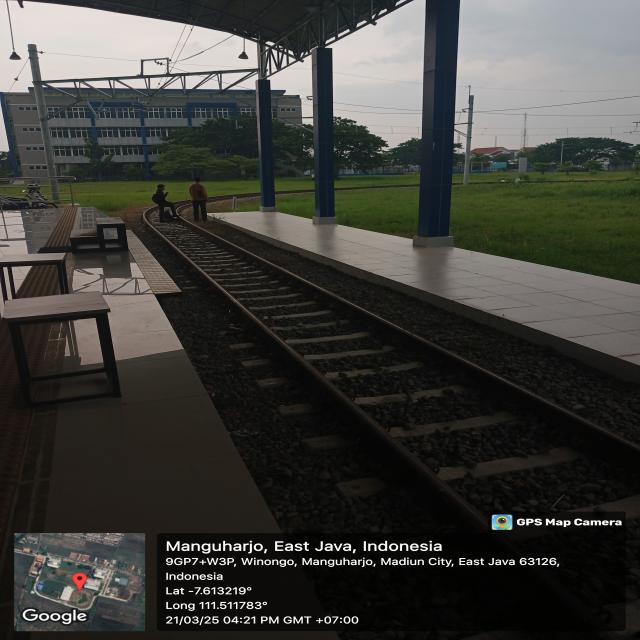 GPS Map Camera
Manguharjo, East Java, Indonesia
9GP7+W3P, Winongo, Manguharjo, Madiun City, East Java 63126,
Indonesia
Lat -7.613219°
Long 111.511783°
21/03/25 04:21 PM GMT +07:00
Google